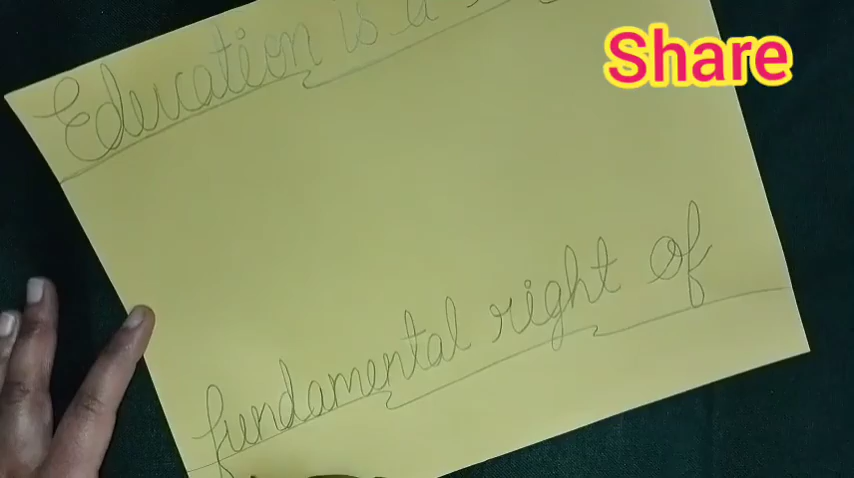 Education is a
Share
fundamental right of